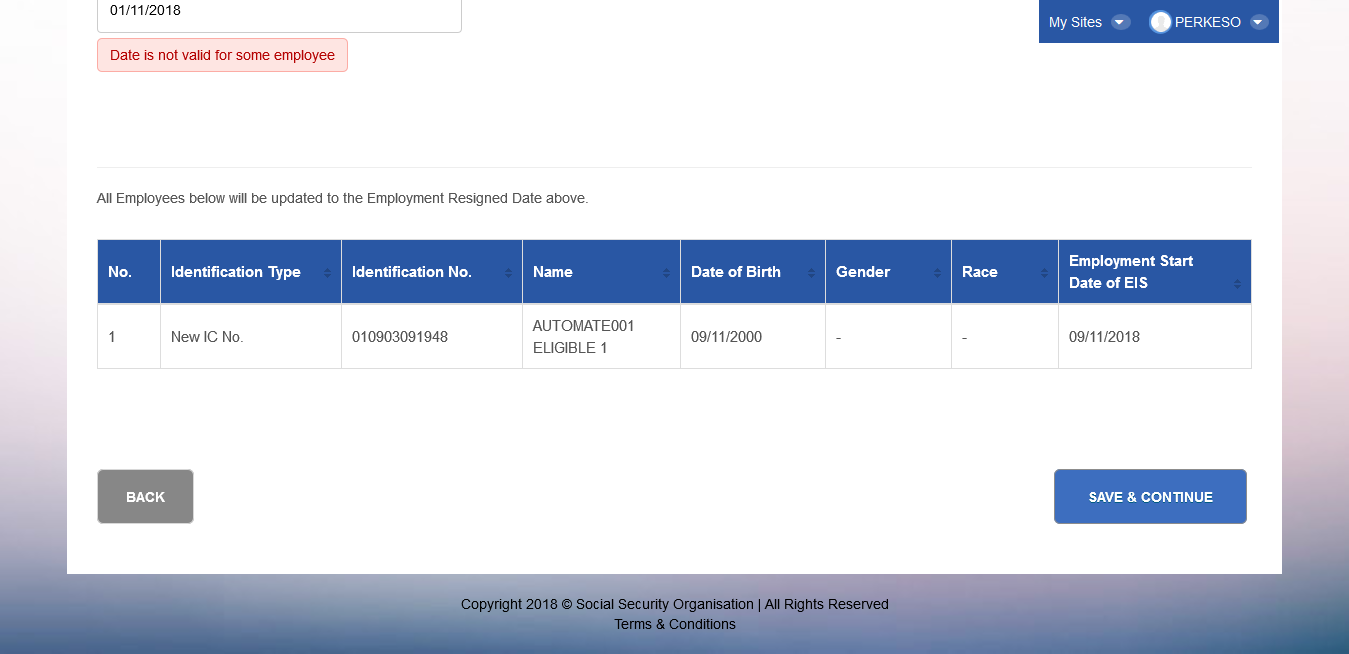 01/11/2018
My Sites
PERKESO
Date is not valid for some employee
All Employees below will be updated to the Employment Resigned Date above.
No.
Identification Type
Identification No.
Name
Date of Birth
Gender
Race
Employment Start
Date of EIS
1
New IC No.
010903091948
AUTOMATE001
ELIGIBLE 1
09/11/2000
-
-
09/11/2018
BACK
SAVE & CONTINUE
Copyright 2018 © Social Security Organisation | All Rights Reserved
Terms & Conditions